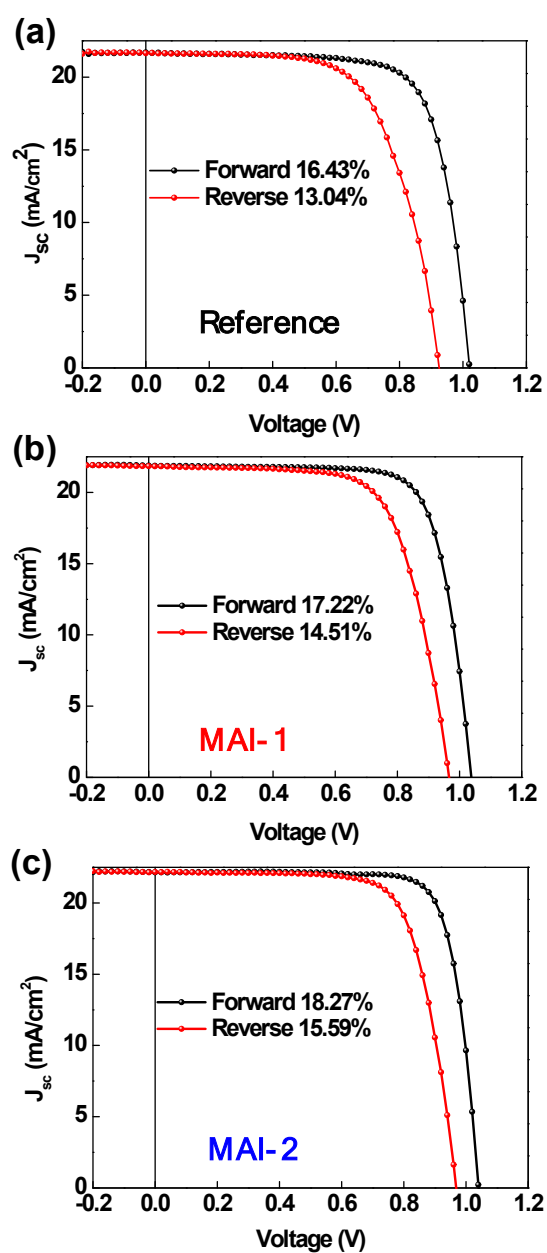 (a)
20
15
10
5
0
J_SC (mA/cm²)
Forward 16.43%
Reverse 13.04%
Reference
-0.2 0.0 0.2 0.4 0.6 0.8 1.0 1.2
Voltage (V)
(b)
20
15
10
5
0
J_sc (mA/cm²)
Forward 17.22%
Reverse 14.51%
MAI-1
-0.2 0.0 0.2 0.4 0.6 0.8 1.0 1.2
Voltage (V)
(c)
20
15
10
5
0
J_sc (mA/cm²)
Forward 18.27%
Reverse 15.59%
MAI-2
-0.2 0.0 0.2 0.4 0.6 0.8 1.0 1.2
Voltage (V)